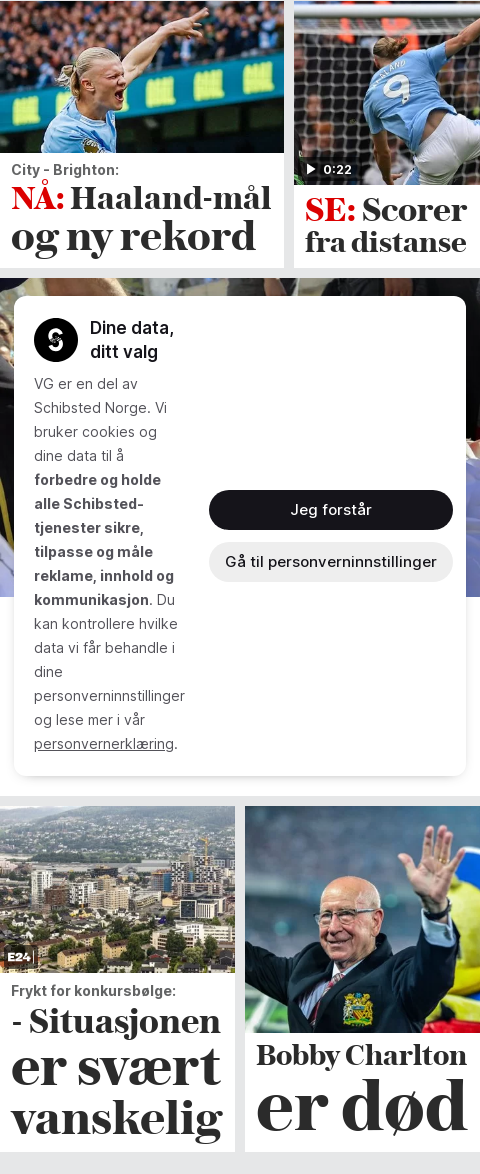 City - Brighton:
NÅ: Haaland-mål
og ny rekord
HAALAND
9
0:22
SE: Scorer
fra distanse
Dine data,
ditt valg
VG er en del av
Schibsted Norge. Vi
bruker cookies og
dine data til å
forbedre og holde
alle Schibsted-
tjenester sikre,
tilpasse og måle
reklame, innhold og
kommunikasjon. Du
kan kontrollere hvilke
data vi får behandle i
dine
personverninnstillinger
og lese mer i vår
personvernerklæring.
Jeg forstår
Gå til personverninnstillinger
E24
Frykt for konkursbølge:
- Situasjonen
er svært
vanskelig
Bobby Charlton
er død